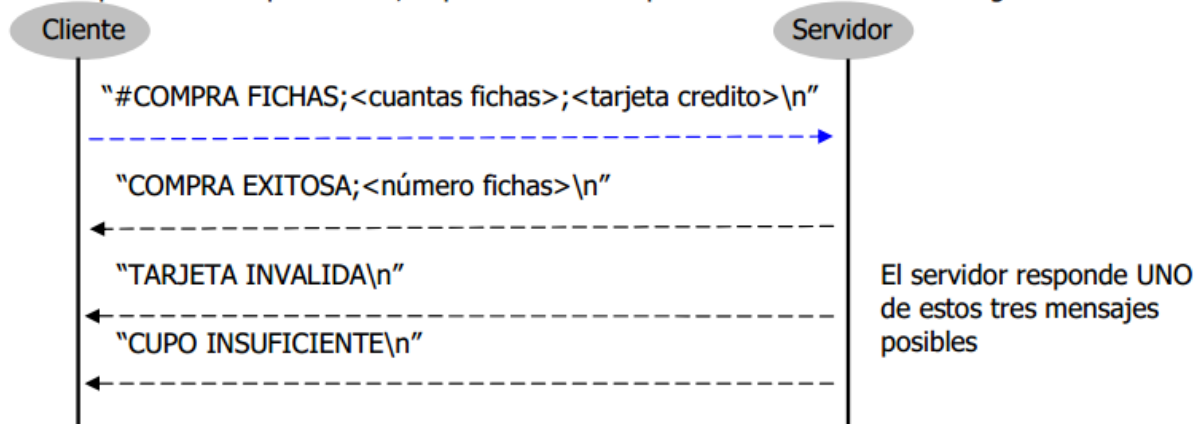 Cliente
Servidor
“#COMPRA FICHAS;<cuantas fichas>;<tarjeta credito>\n”
“COMPRA EXITOSA;<número fichas>\n”
“TARJETA INVALIDA\n”
El servidor responde UNO
de estos tres mensajes
“CUPO INSUFICIENTE\n”
posibles